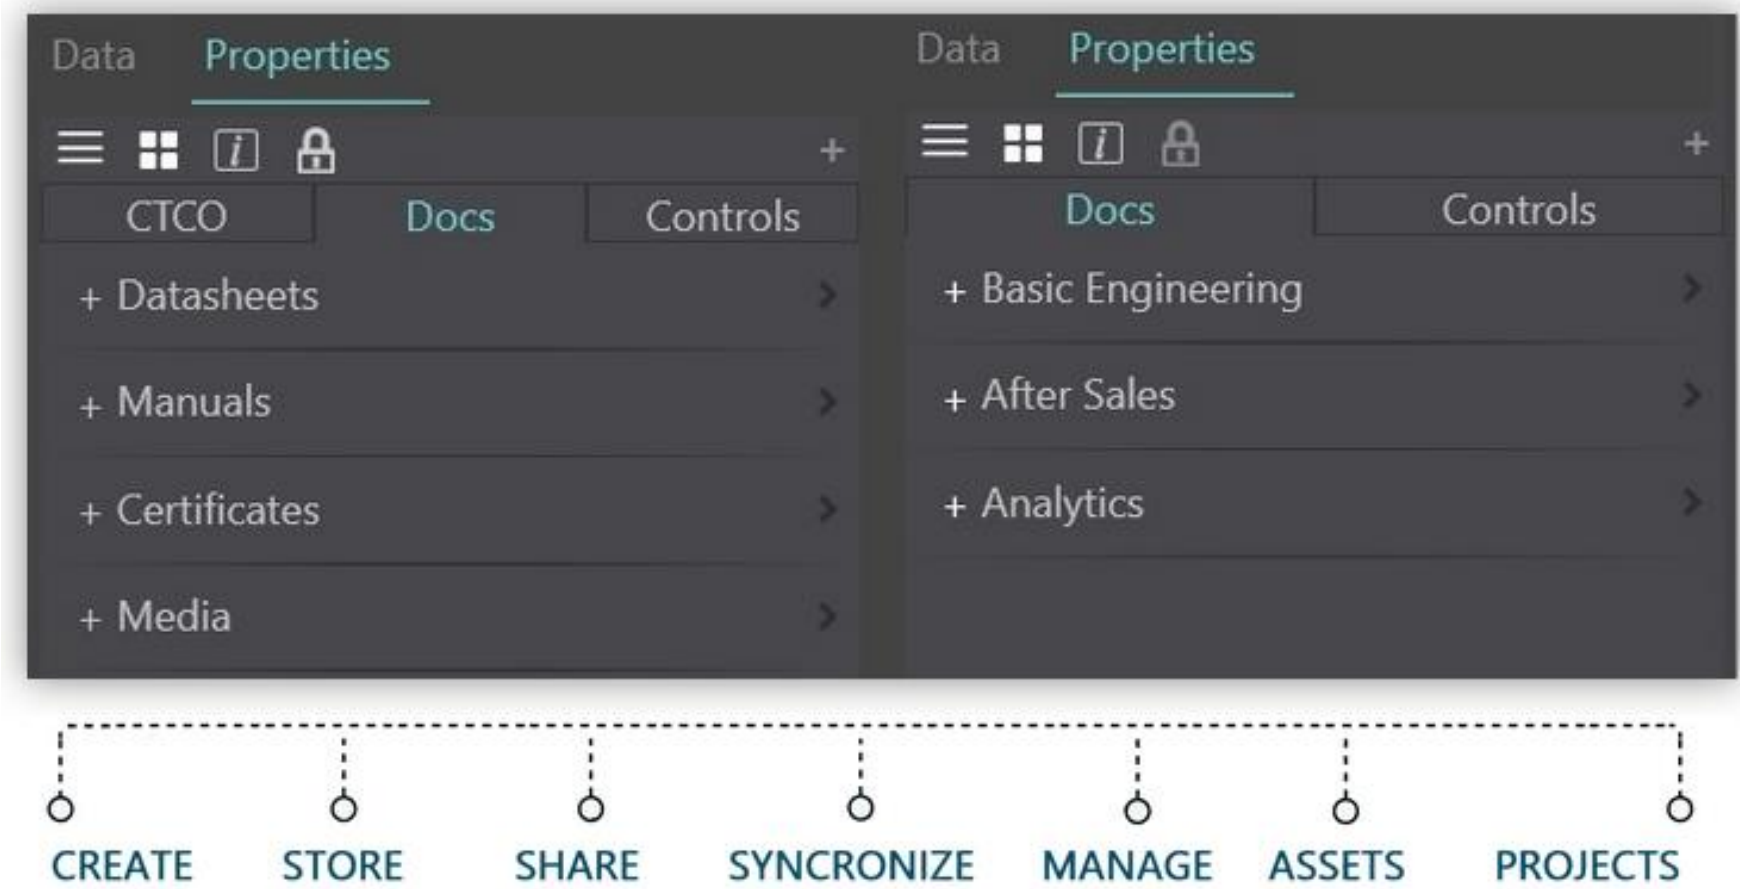 Data Properties
CTCO Docs Controls
+ Datasheets
+ Manuals
+ Certificates
+ Media
Data Properties
Docs Controls
+ Basic Engineering
+ After Sales
+ Analytics
CREATE STORE SHARE SYNCRONIZE MANAGE ASSETS PROJECTS